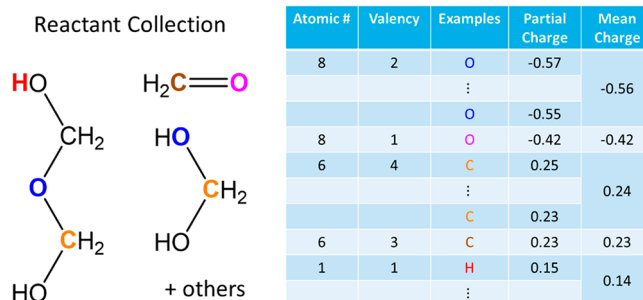 Reactant Collection
HO
CH₂
O
CH₂
HO
H₂C=O
HO
CH₂
HO
+ others
Atomic # Valency Examples Partial Charge Mean Charge
8 2 O -0.57 -0.56
⋮
O -0.55
8 1 O -0.42 -0.42
6 4 C 0.25 0.24
⋮
C 0.23
6 3 C 0.23 0.23
1 1 H 0.15 0.14
⋮